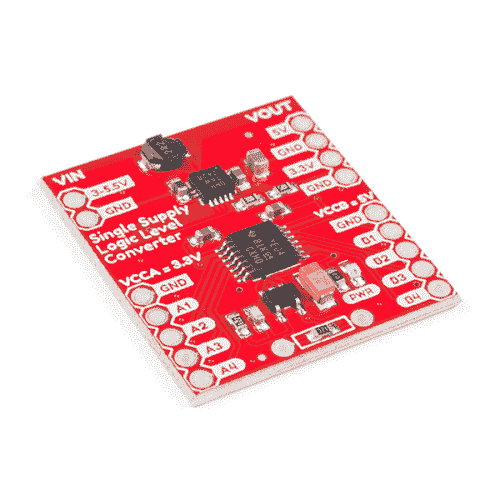 VOUT
5V
GND
3.3V
GND
VIN
3-5.5V
GND
Single Supply
Logic Level
Converter
VCCA = 3.3V
GND
A1
A2
A3
A4
VCCB = 5V
GND
B1
B2
B3
B4
PWR
YE04